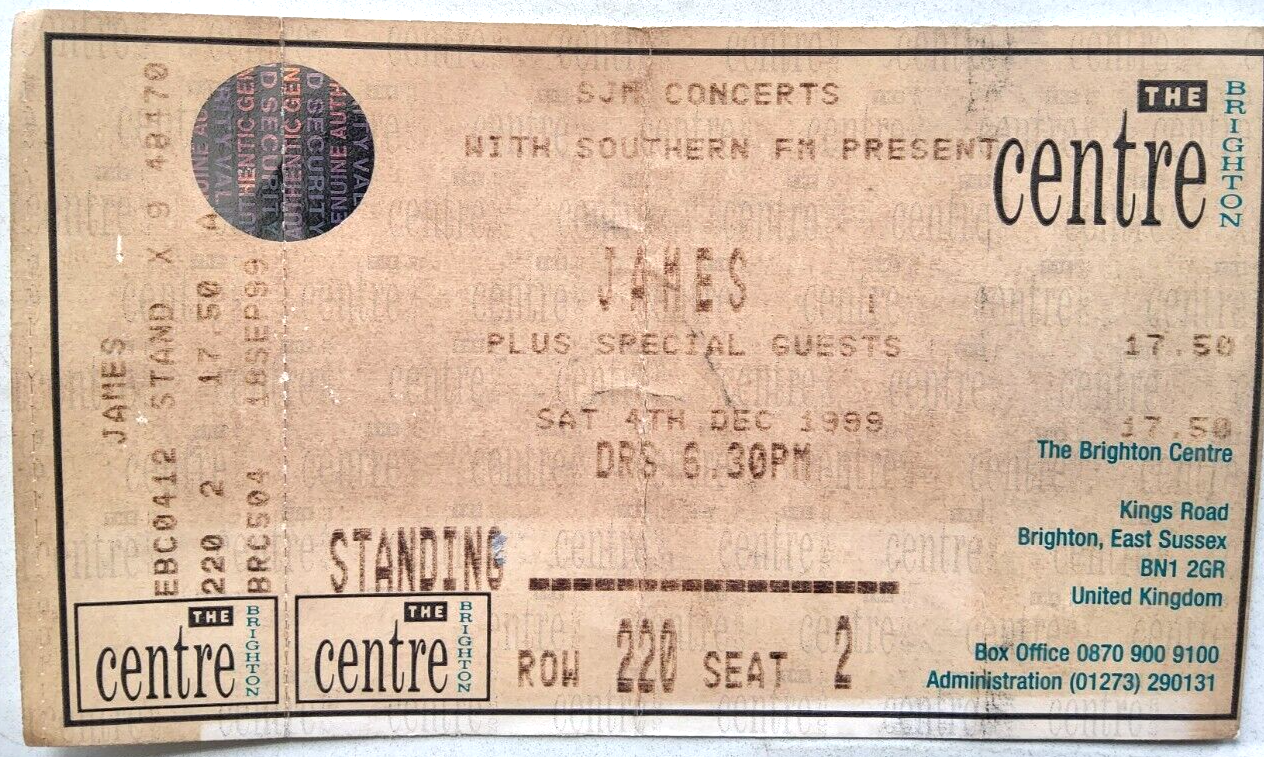 JAMES
EBC0412 STAND X 9 48470
220 2 17.50 A
BRC504 18SEP99
THE
centre
BRIGHTON
SJM CONCERTS
WITH SOUTHERN FM PRESENT
THE
centre
BRIGHTON
JAMES
PLUS SPECIAL GUESTS
17.50
SAT 4TH DEC 1999
17.50
DRS 6.30PM
STANDING
THE
centre
BRIGHTON
ROW 220 SEAT 2
The Brighton Centre
Kings Road
Brighton, East Sussex
BN1 2GR
United Kingdom
Box Office 0870 900 9100
Administration (01273) 290131